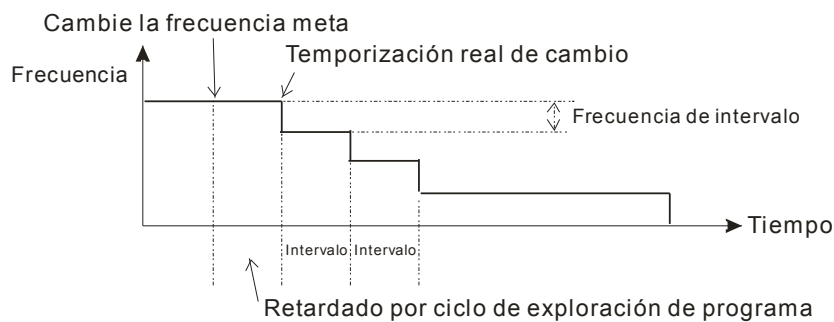 Cambie la frecuencia meta
Temporización real de cambio
Frecuencia
Frecuencia de intervalo
Tiempo
Intervalo Intervalo
Retardado por ciclo de exploración de programa